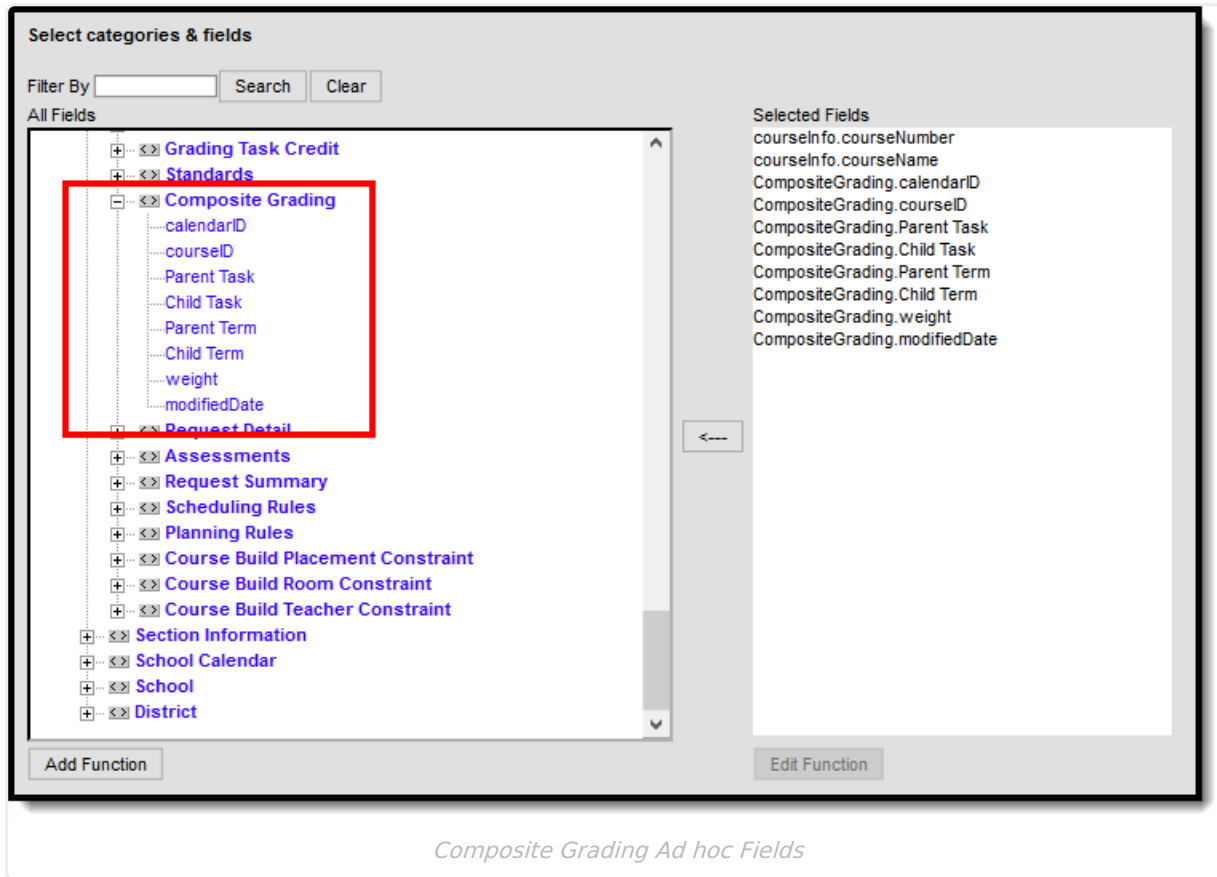 Select categories & fields
Filter By Search Clear
All Fields
Grading Task Credit
Standards
Composite Grading
calendarID
courseID
Parent Task
Child Task
Parent Term
Child Term
weight
modifiedDate
Request Detail
Assessments
Request Summary
Scheduling Rules
Planning Rules
Course Build Placement Constraint
Course Build Room Constraint
Course Build Teacher Constraint
Section Information
School Calendar
School
District
Add Function
<---
Selected Fields
courseInfo.courseNumber
courseInfo.courseName
CompositeGrading.calendarID
CompositeGrading.courseID
CompositeGrading.Parent Task
CompositeGrading.Child Task
CompositeGrading.Parent Term
CompositeGrading.Child Term
CompositeGrading.weight
CompositeGrading.modifiedDate
Edit Function
Composite Grading Ad hoc Fields